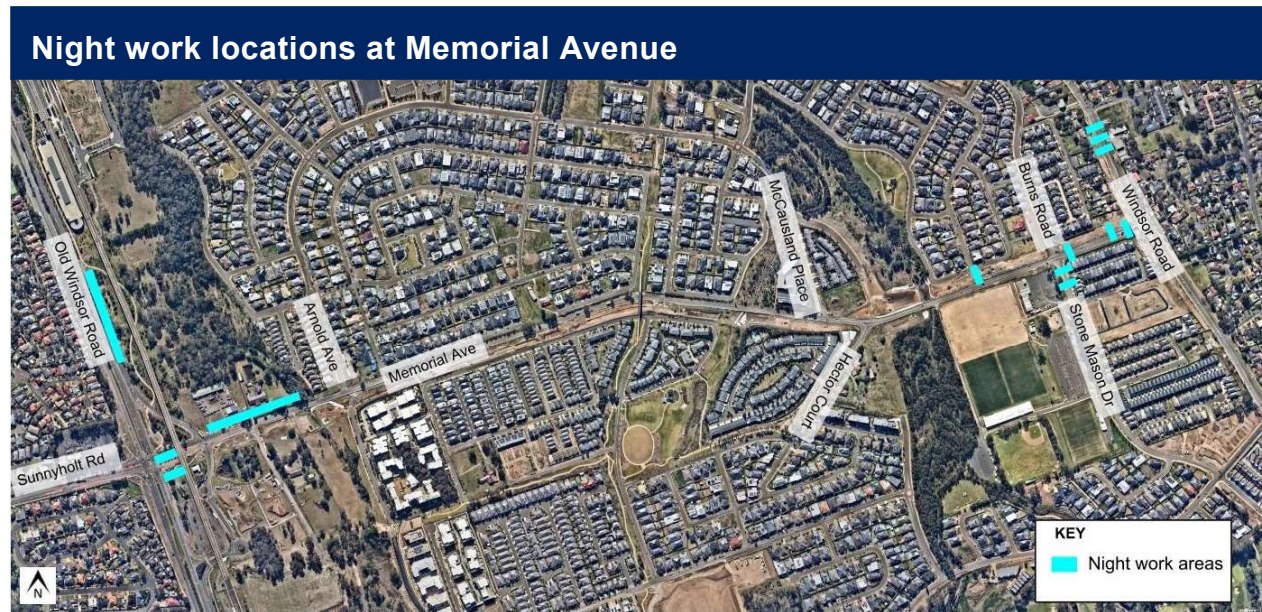 Night work locations at Memorial Avenue
Old Windsor Road
Arnold Ave
Memorial Ave
Sunnyholt Rd
McCausland Place
Hector Court
Burns Road
Windsor Road
Stone Mason Dr
KEY
Night work areas
N